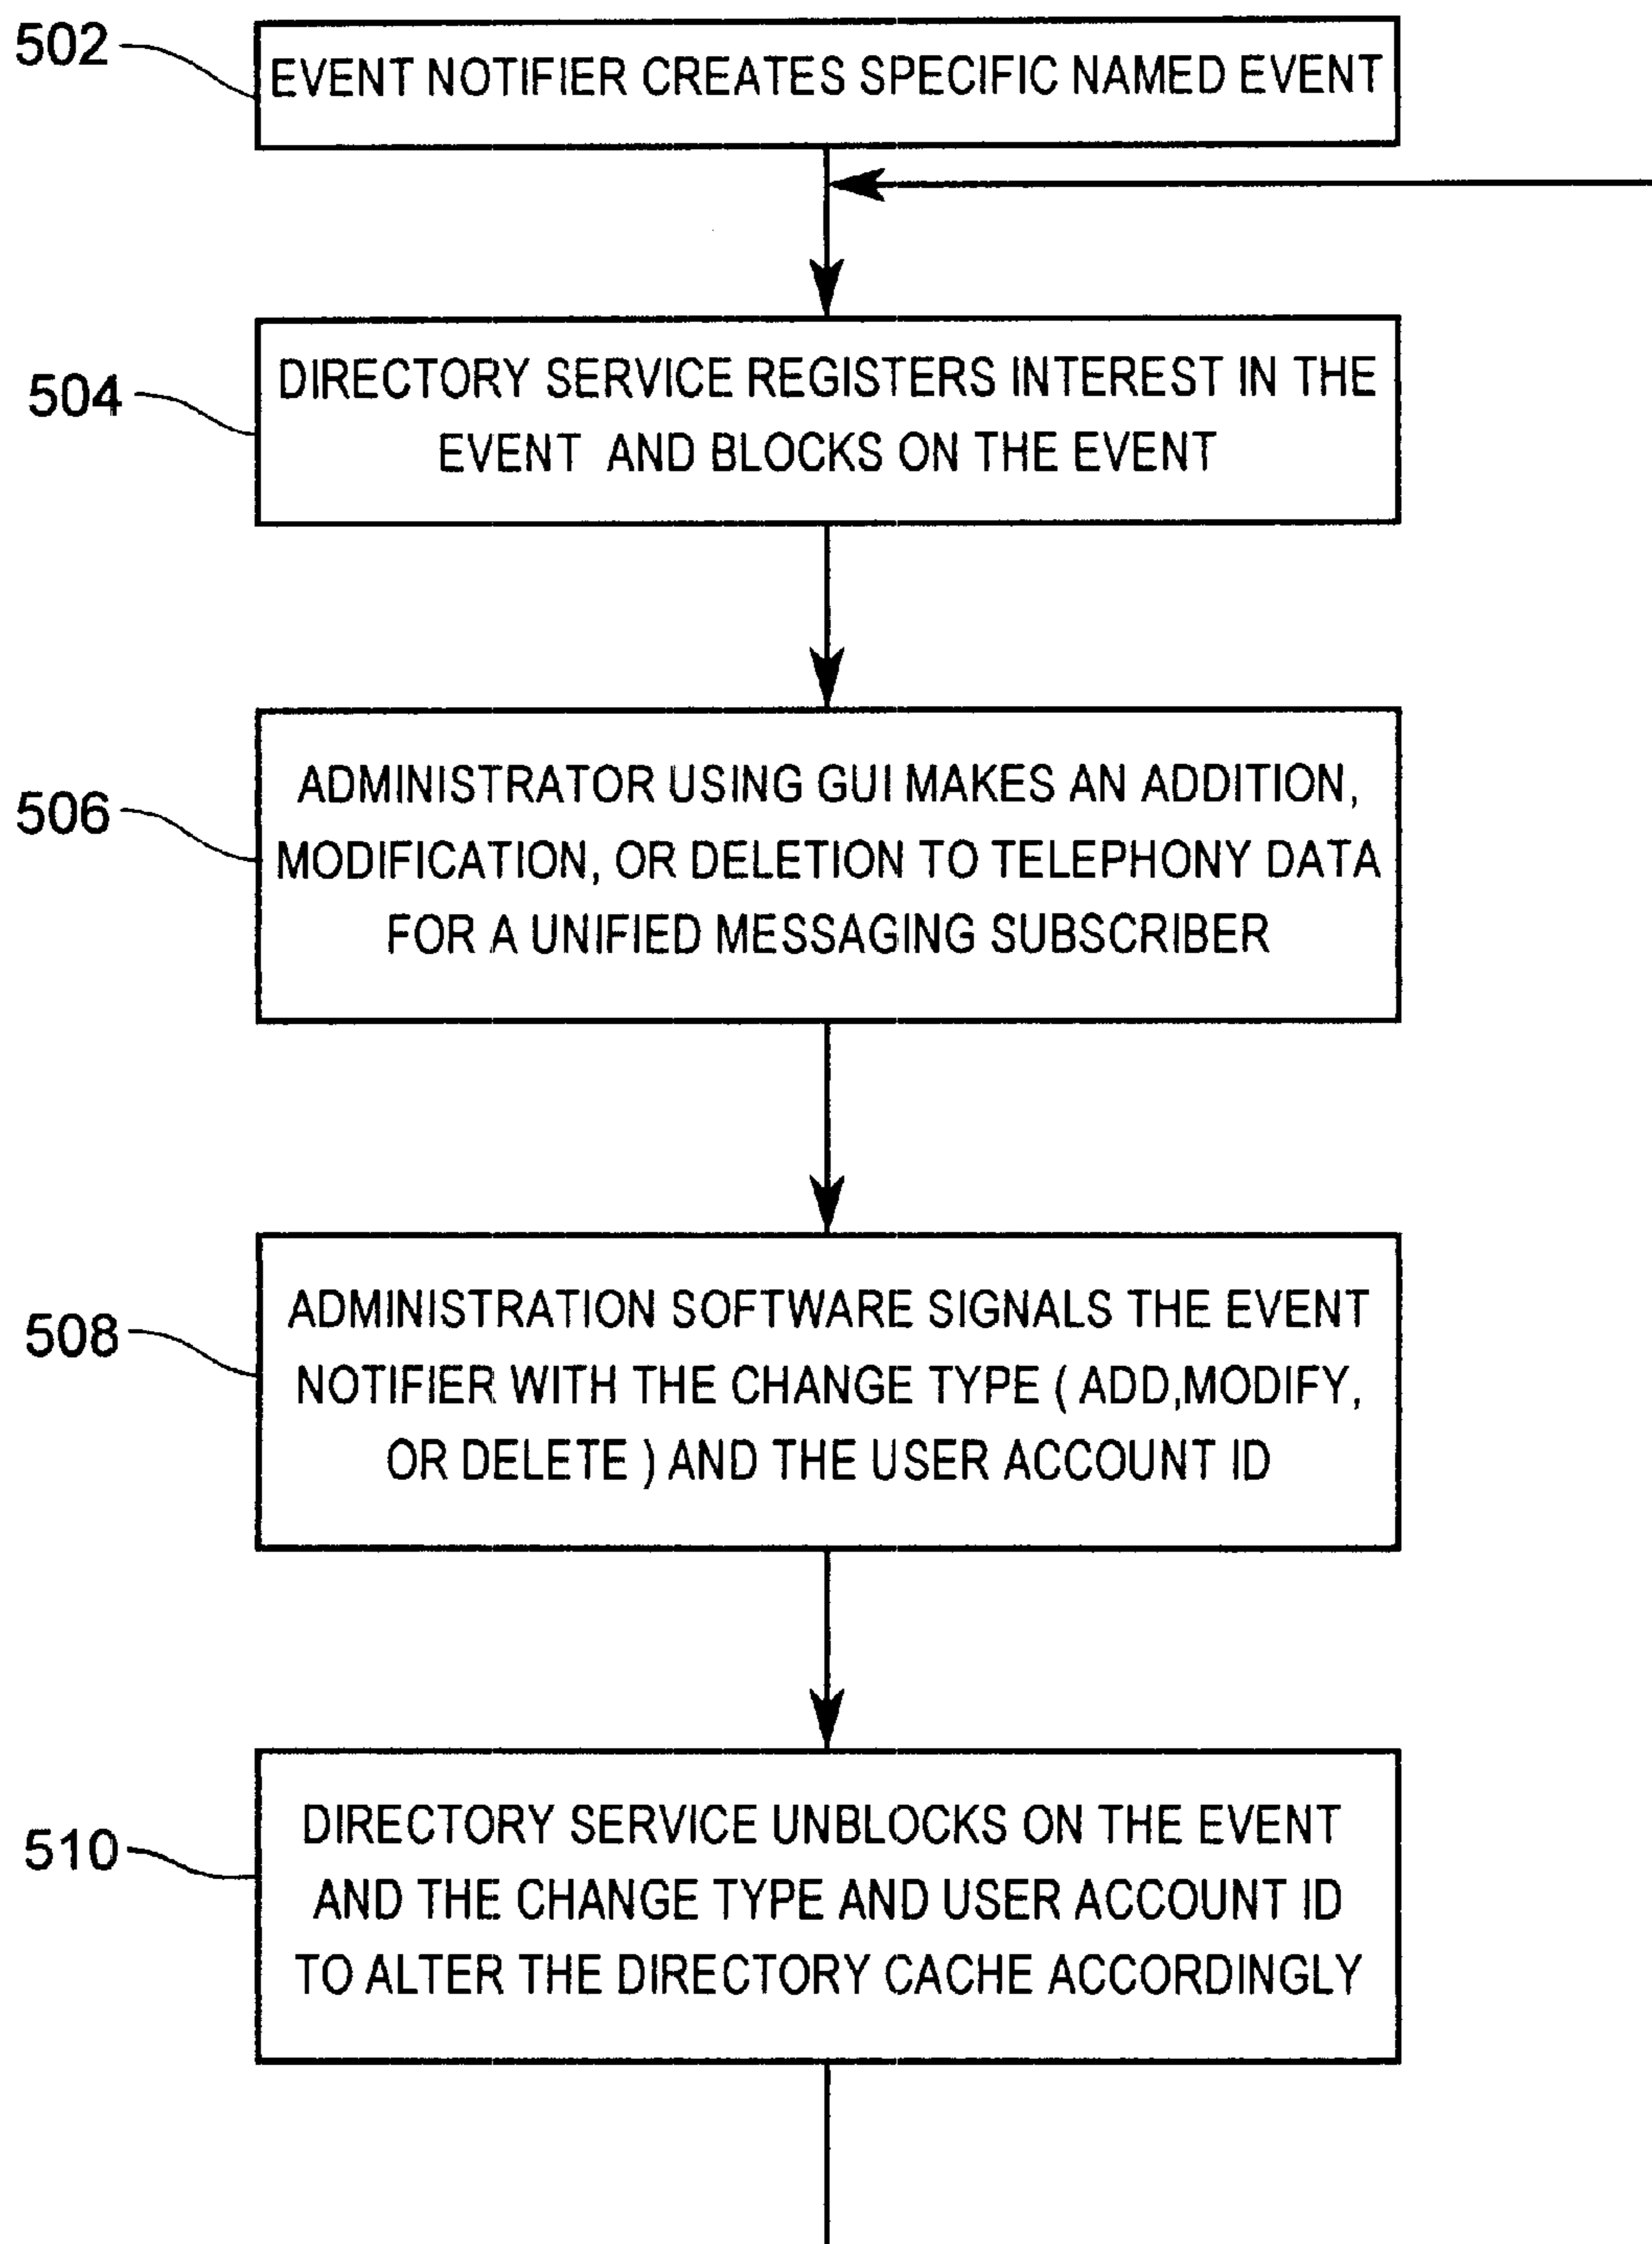 502
EVENT NOTIFIER CREATES SPECIFIC NAMED EVENT
504
DIRECTORY SERVICE REGISTERS INTEREST IN THE
EVENT AND BLOCKS ON THE EVENT
506
ADMINISTRATOR USING GUI MAKES AN ADDITION,
MODIFICATION, OR DELETION TO TELEPHONY DATA
FOR A UNIFIED MESSAGING SUBSCRIBER
508
ADMINISTRATION SOFTWARE SIGNALS THE EVENT
NOTIFIER WITH THE CHANGE TYPE ( ADD,MODIFY,
OR DELETE ) AND THE USER ACCOUNT ID
510
DIRECTORY SERVICE UNBLOCKS ON THE EVENT
AND THE CHANGE TYPE AND USER ACCOUNT ID
TO ALTER THE DIRECTORY CACHE ACCORDINGLY